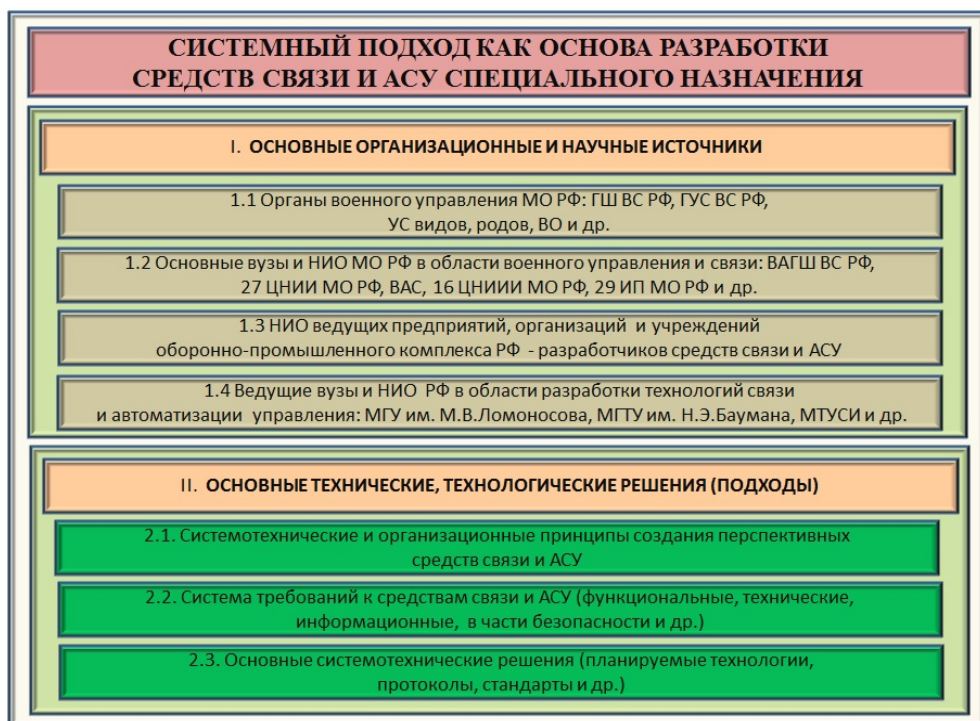 СИСТЕМНЫЙ ПОДХОД КАК ОСНОВА РАЗРАБОТКИ
СРЕДСТВ СВЯЗИ И АСУ СПЕЦИАЛЬНОГО НАЗНАЧЕНИЯ
I. ОСНОВНЫЕ ОРГАНИЗАЦИОННЫЕ И НАУЧНЫЕ ИСТОЧНИКИ
1.1 Органы военного управления МО РФ: ГШ ВС РФ, ГУС ВС РФ,
УС видов, родов, ВО и др.
1.2 Основные вузы и НИО МО РФ в области военного управления и связи: ВАГШ ВС РФ,
27 ЦНИИ МО РФ, ВАС, 16 ЦНИИИ МО РФ, 29 ИП МО РФ и др.
1.3 НИО ведущих предприятий, организаций и учреждений
оборонно-промышленного комплекса РФ - разработчиков средств связи и АСУ
1.4 Ведущие вузы и НИО РФ в области разработки технологий связи
и автоматизации управления: МГУ им. М.В.Ломоносова, МГТУ им. Н.Э.Баумана, МТУСИ и др.
II. ОСНОВНЫЕ ТЕХНИЧЕСКИЕ, ТЕХНОЛОГИЧЕСКИЕ РЕШЕНИЯ (ПОДХОДЫ)
2.1. Системотехнические и организационные принципы создания перспективных
средств связи и АСУ
2.2. Система требований к средствам связи и АСУ (функциональные, технические,
информационные, в части безопасности и др.)
2.3. Основные системотехнические решения (планируемые технологии,
протоколы, стандарты и др.)